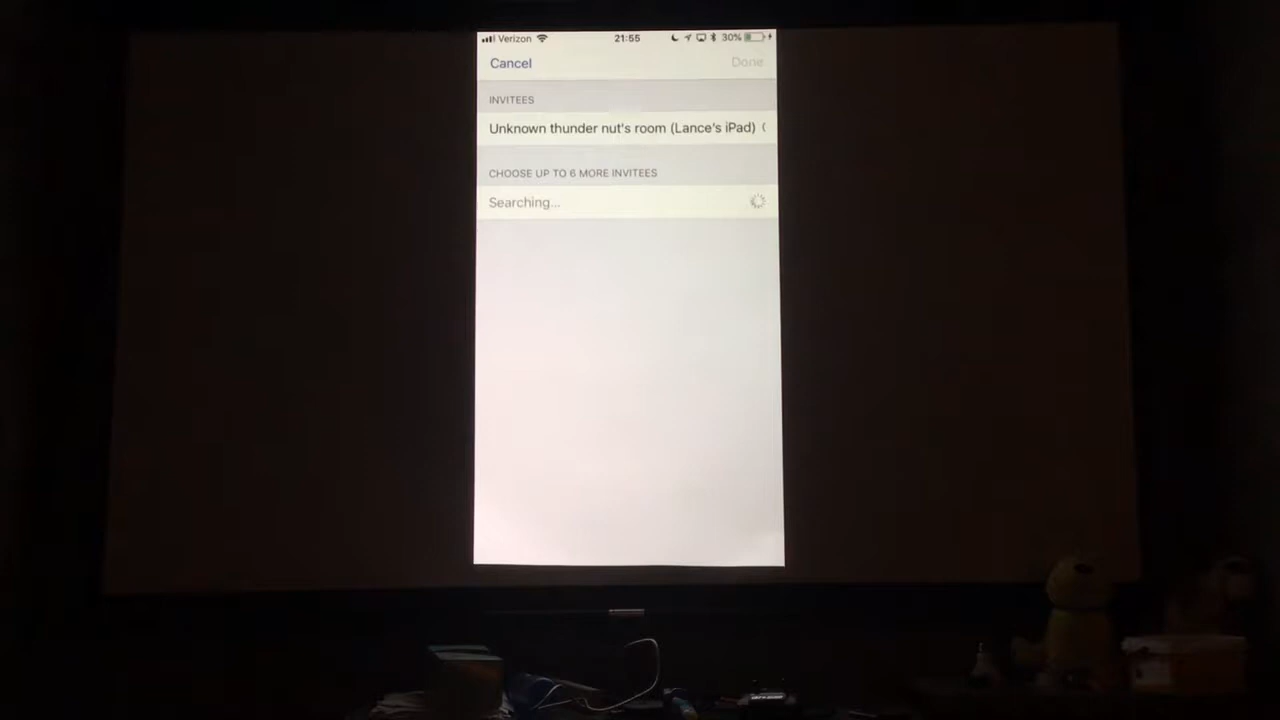 Verizon 21:55 30%
Cancel Done
INVITEES
Unknown thunder nut's room (Lance's iPad) (
CHOOSE UP TO 6 MORE INVITEES
Searching...